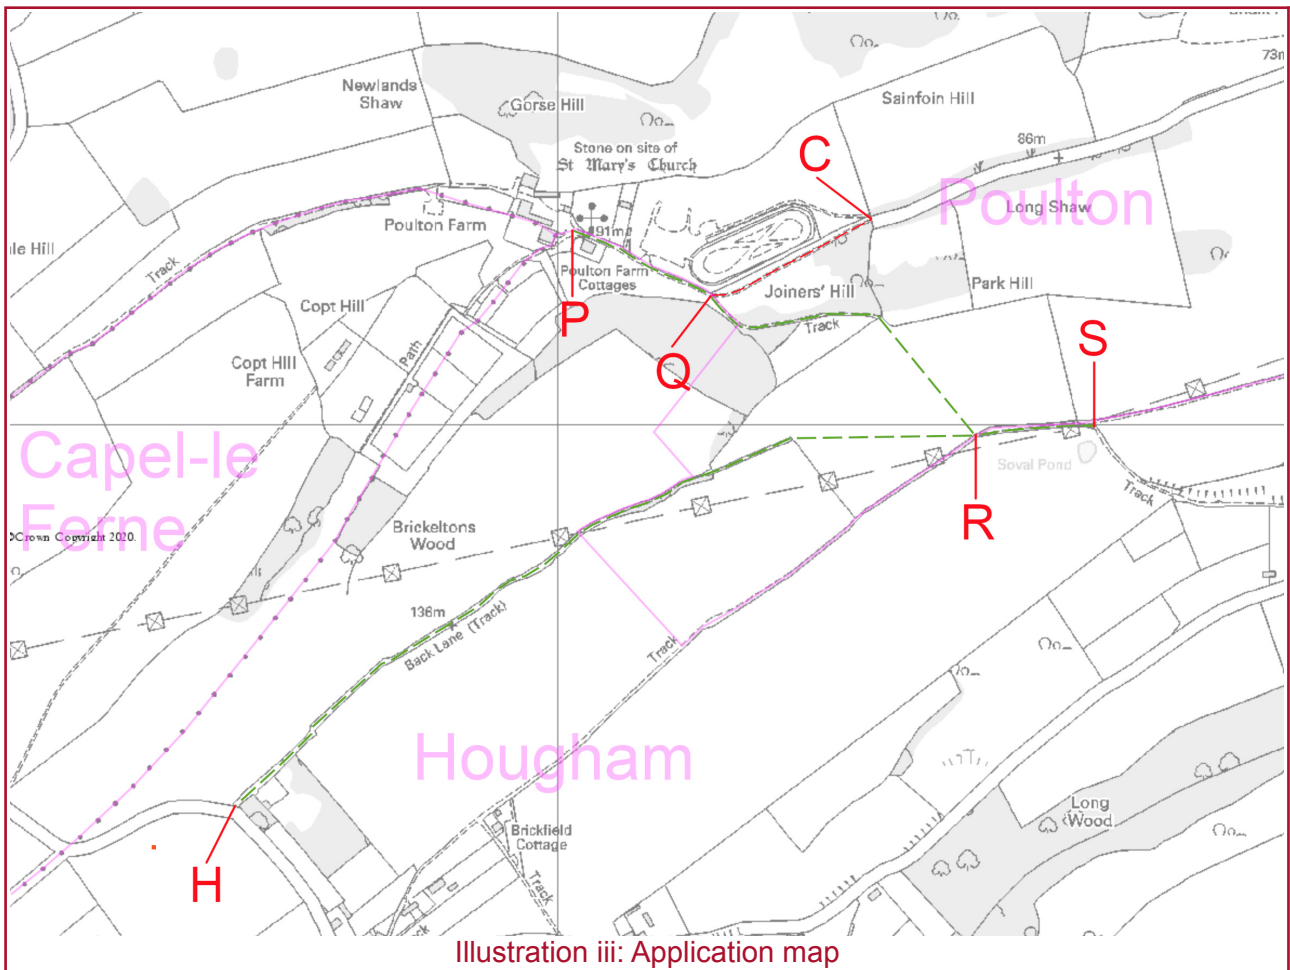 73m
Newlands
Shaw
Gorse Hill
Sainfoin Hill
86m
Stone on site of
St Mary's Church
C
Poulton
Long Shaw
Poulton Farm
91m
Track
Poulton Farm
Cottages
Joiners' Hill
Park Hill
P
Copt Hill
Track
S
Path
Copt Hill
Farm
Q
Capel-le
Ferne
Soval Pond
Track
R
Brickeltons
Wood
©Crown Copyright 2020.
136m
Back Lane (Track)
Track
Hougham
Long
Wood
Brickfield
Cottage
H
Track
Illustration iii: Application map